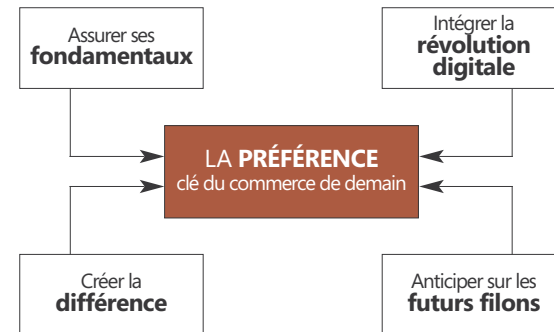 Assurer ses
fondamentaux
Intégrer la
révolution
digitale
LA PRÉFÉRENCE
clé du commerce de demain
Créer la
différence
Anticiper sur les
futurs filons